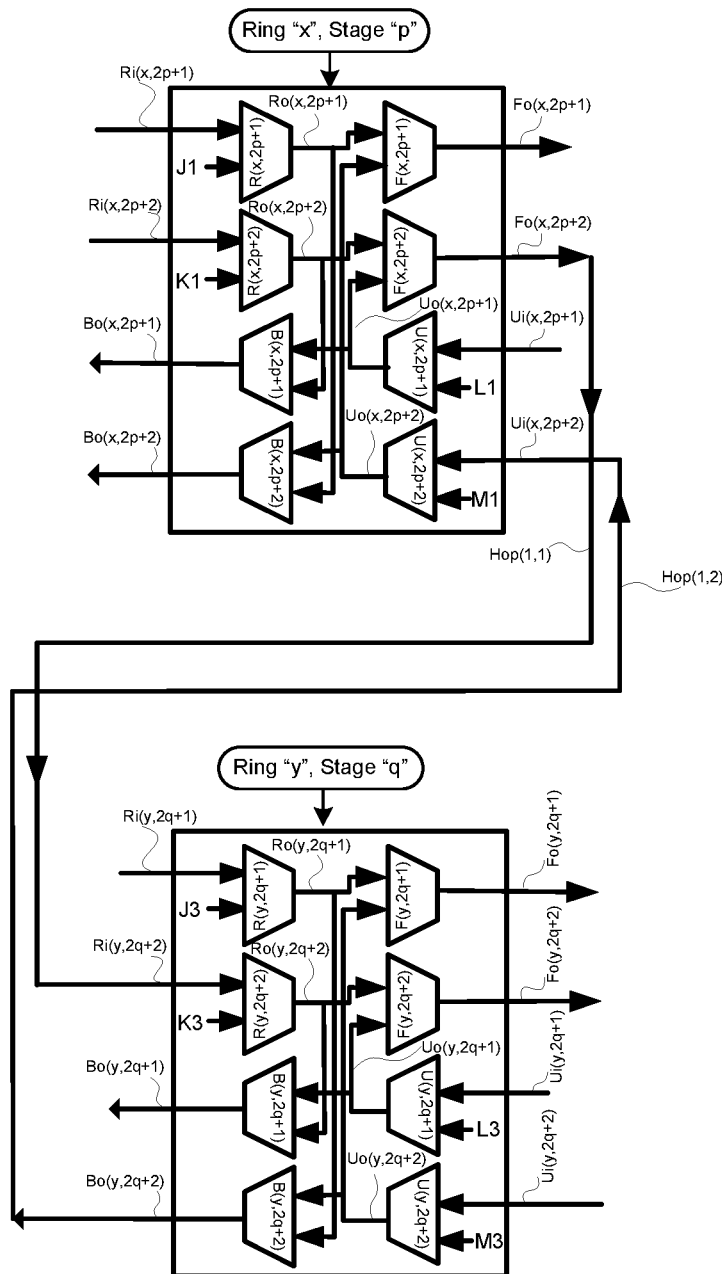 Ring “x”, Stage “p”
Ri(x,2p+1)
Ro(x,2p+1)
Fo(x,2p+1)
R(x,2p+1)
F(x,2p+1)
J1
Ri(x,2p+2)
Ro(x,2p+2)
Fo(x,2p+2)
R(x,2p+2)
F(x,2p+2)
K1
Uo(x,2p+1)
Bo(x,2p+1)
Ui(x,2p+1)
B(x,2p+1)
U(x,2p+1)
L1
Uo(x,2p+2)
Bo(x,2p+2)
Ui(x,2p+2)
B(x,2p+2)
U(x,2p+2)
M1
Hop(1,1)
Hop(1,2)
Ring “y”, Stage “q”
Ri(y,2q+1)
Ro(y,2q+1)
Fo(y,2q+1)
R(y,2q+1)
F(y,2q+1)
J3
Ri(y,2q+2)
Ro(y,2q+2)
Fo(y,2q+2)
R(y,2q+2)
F(y,2q+2)
K3
Uo(y,2q+1)
Bo(y,2q+1)
Ui(y,2q+1)
B(y,2q+1)
U(y,2q+1)
L3
Uo(y,2q+2)
Bo(y,2q+2)
Ui(y,2q+2)
B(y,2q+2)
U(y,2q+2)
M3